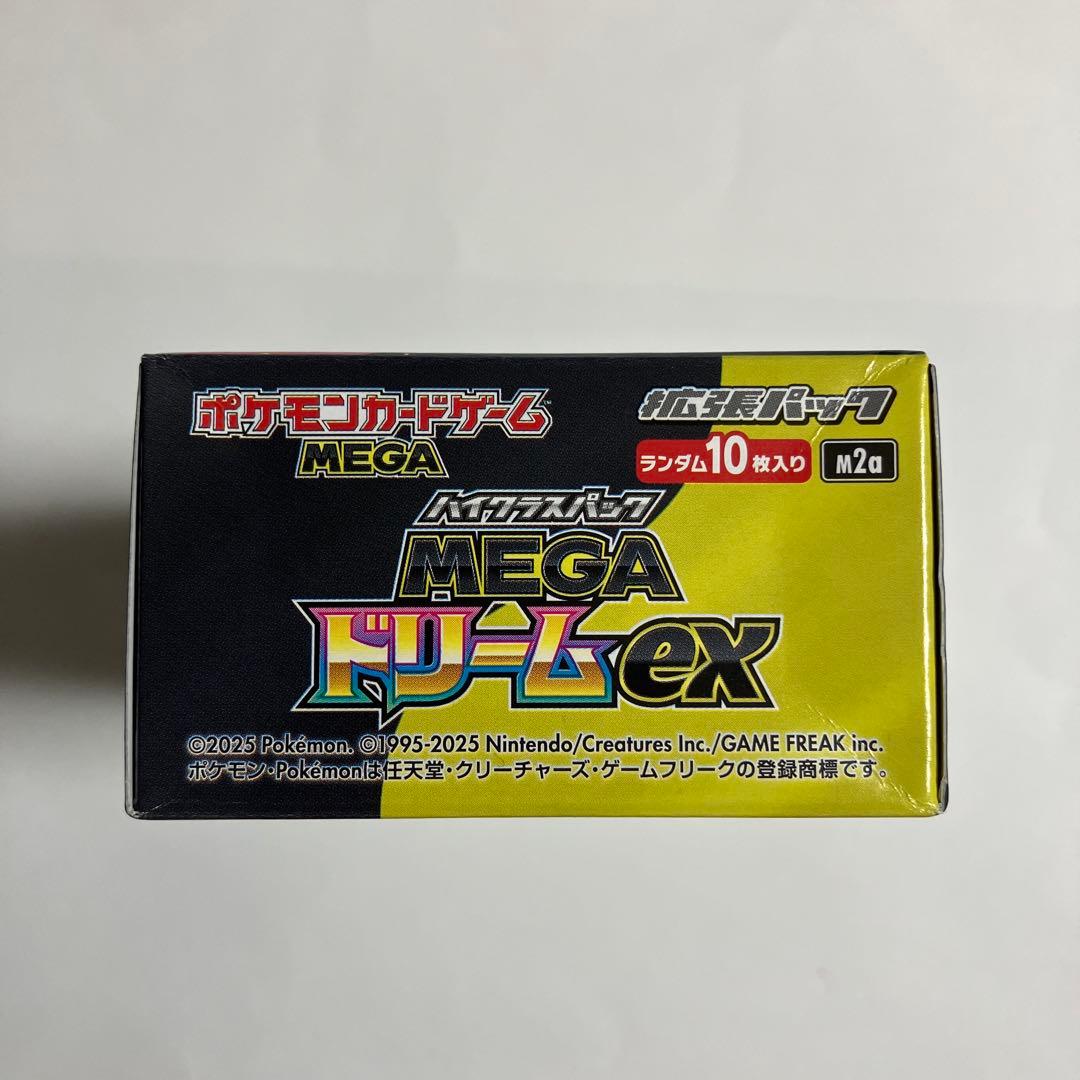 ポケモンカードゲーム
MEGA
拡張パック
ランダム10枚入り
M2a
ハイクラスパック
MEGA
ドリームex
©2025 Pokémon. ©1995-2025 Nintendo/Creatures Inc./GAME FREAK inc.
ポケモン・Pokémonは任天堂・クリーチャーズ・ゲームフリークの登録商標です。